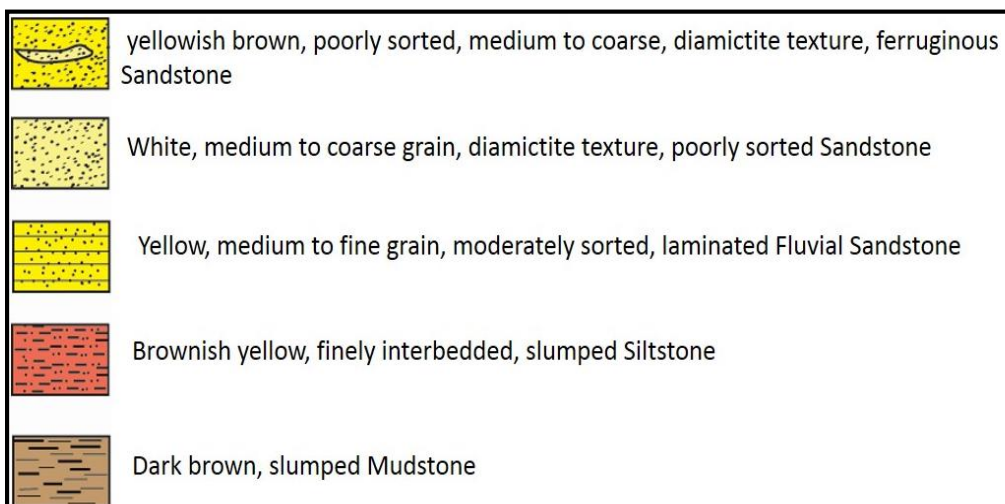 yellowish brown, poorly sorted, medium to coarse, diamictite texture, ferruginous
Sandstone
White, medium to coarse grain, diamictite texture, poorly sorted Sandstone
Yellow, medium to fine grain, moderately sorted, laminated Fluvial Sandstone
Brownish yellow, finely interbedded, slumped Siltstone
Dark brown, slumped Mudstone